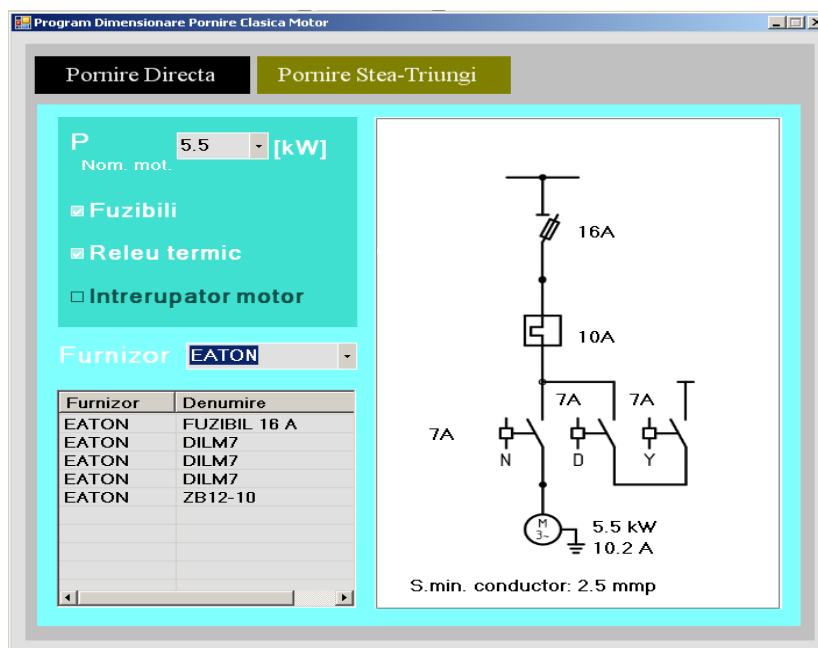 Program Dimensionare Pornire Clasica Motor
Pornire Directa
Pornire Stea-Triungi
P
Nom. mot.
5.5
[kW]
Fuzibili
Releu termic
Intrerupator motor
Furnizor
EATON
Furnizor Denumire
EATON FUZIBIL 16 A
EATON DILM7
EATON DILM7
EATON DILM7
EATON ZB12-10
16A
10A
7A 7A
7A
N D Y
M
3~
5.5 kW
10.2 A
S.min. conductor: 2.5 mmp